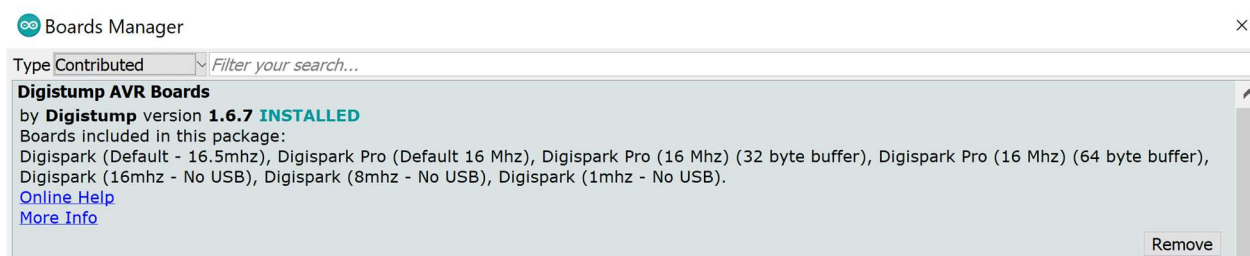 Boards Manager
Type Contributed Filter your search...
Digistump AVR Boards
by Digistump version 1.6.7 INSTALLED
Boards included in this package:
Digispark (Default - 16.5mhz), Digispark Pro (Default 16 Mhz), Digispark Pro (16 Mhz) (32 byte buffer), Digispark Pro (16 Mhz) (64 byte buffer),
Digispark (16mhz - No USB), Digispark (8mhz - No USB), Digispark (1mhz - No USB).
Online Help
More Info
Remove